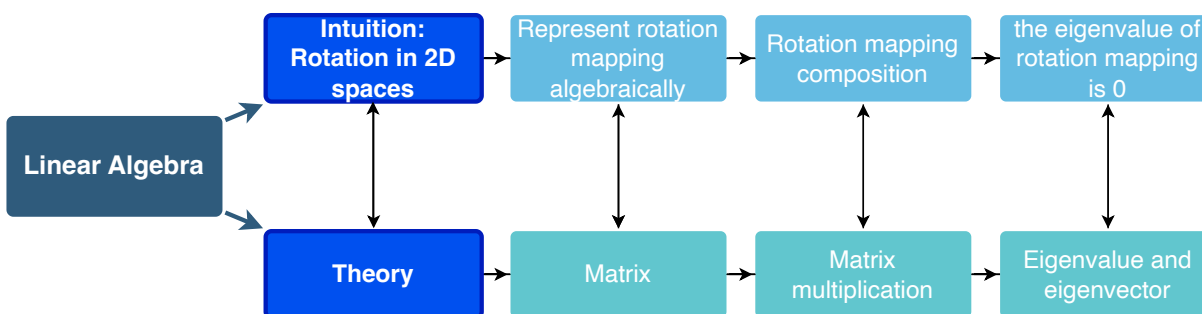 Intuition:
Rotation in 2D
spaces
Represent rotation
mapping
algebraically
Rotation mapping
composition
the eigenvalue of
rotation mapping
is 0
Linear Algebra
Theory
Matrix
Matrix
multiplication
Eigenvalue and
eigenvector